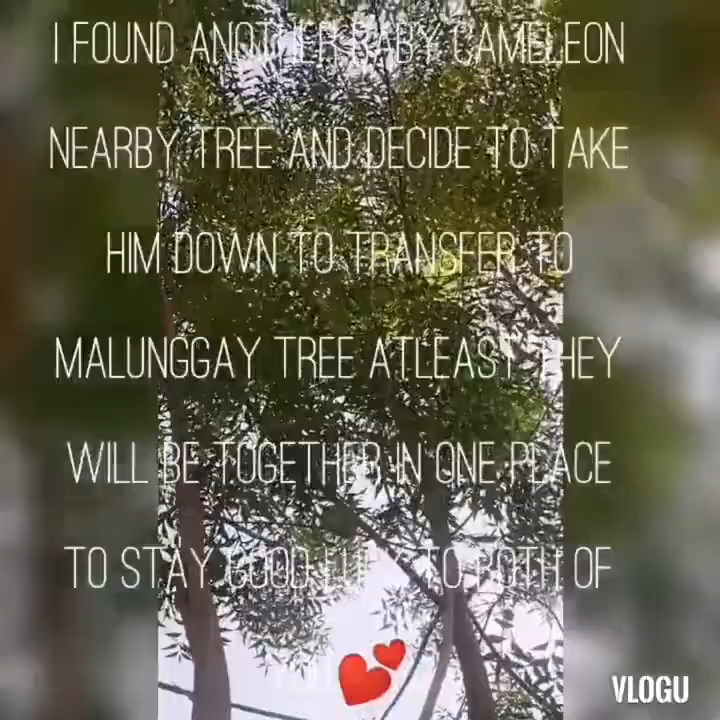 I FOUND ANOTHER BABY CAMELEON
NEARBY TREE AND DECIDE TO TAKE
HIM DOWN TO TRANSFER TO
MALUNGGAY TREE ATLEAST THEY
WILL BE TOGETHER IN ONE PLACE
TO STAY GOOD LUCK TO BOTH OF
VLOGU